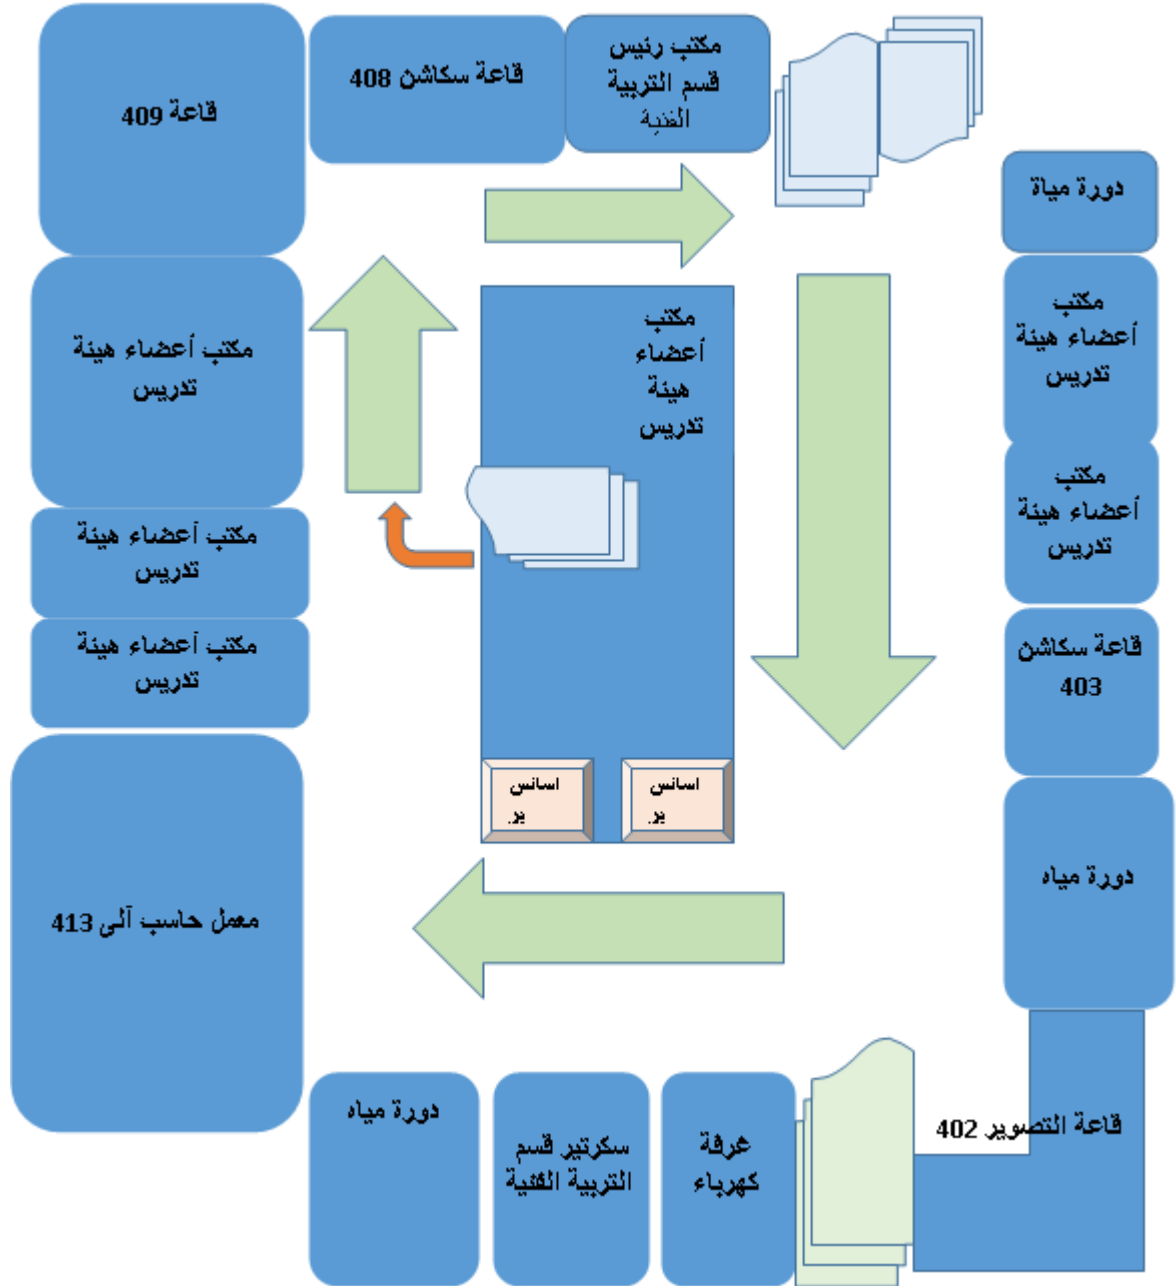 مكتب رئيس
قسم التربية
الفنية
قاعة سكاشن 408
قاعة 409
دورة مياة
مكتب
أعضاء هيئة
تدريس
مكتب
أعضاء
هيئة
تدريس
مكتب أعضاء هيئة
تدريس
مكتب
أعضاء هيئة
تدريس
مكتب أعضاء هيئة
تدريس
قاعة سكاشن
403
مكتب أعضاء هيئة
تدريس
اسانس
ير
اسانس
ير
دورة مياه
معمل حاسب آلى 413
قاعة التصوير 402
غرفة
كهرباء
سكرتير قسم
التربية الفنية
دورة مياه